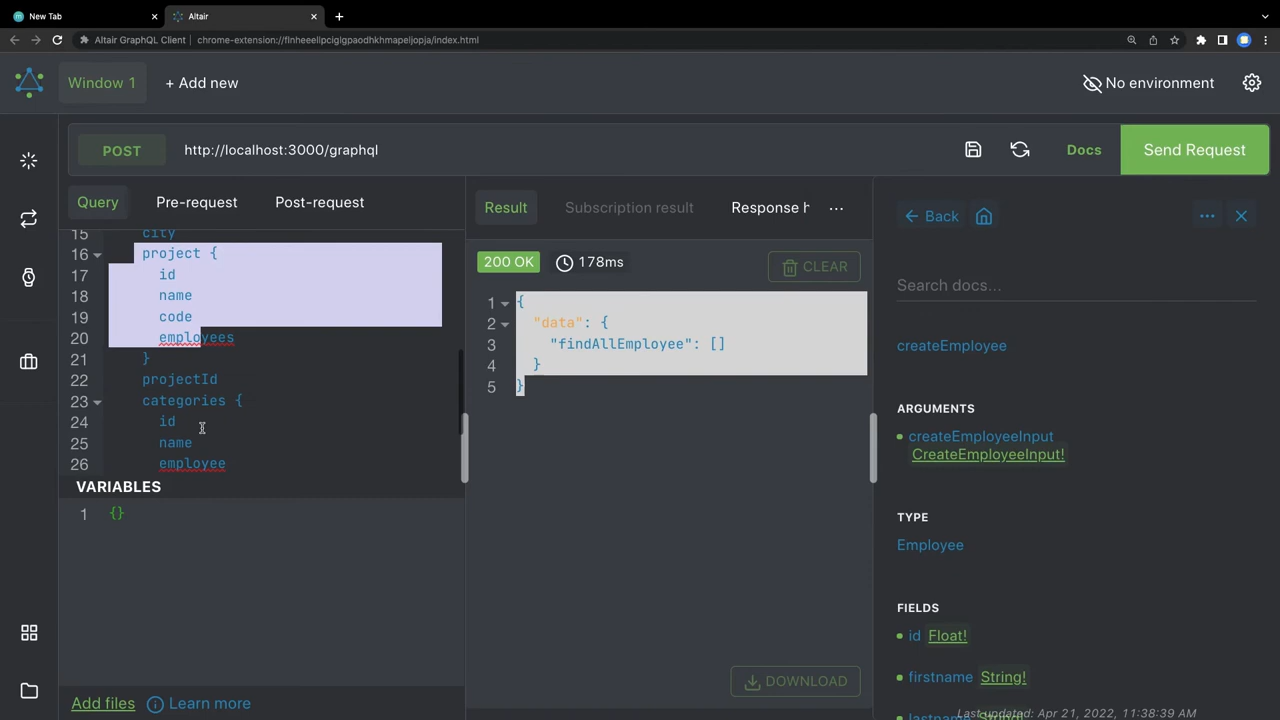 New Tab
Altair
Altair GraphQL Client
chrome-extension://flnheeellpciglgpaodhkhmapeljopja/index.html
Window 1
+ Add new
No environment
POST
http://localhost:3000/graphql
Docs
Send Request
Query
Pre-request
Post-request
Result
Subscription result
Response h
Back
200 OK
178ms
CLEAR
Search docs...
15 city
16 project {
17 id
18 name
19 code
20 employees
21 }
22 projectId
23 categories {
24 id
25 name
26 employee
1 {
2 "data": {
3 "findAllEmployee": []
4 }
5 }
createEmployee
ARGUMENTS
createEmployeeInput
CreateEmployeeInput!
TYPE
Employee
FIELDS
id Float!
firstname String!
lastname String!
Last updated: Apr 21, 2022, 11:38:39 AM
VARIABLES
1 {}
DOWNLOAD
Add files
Learn more